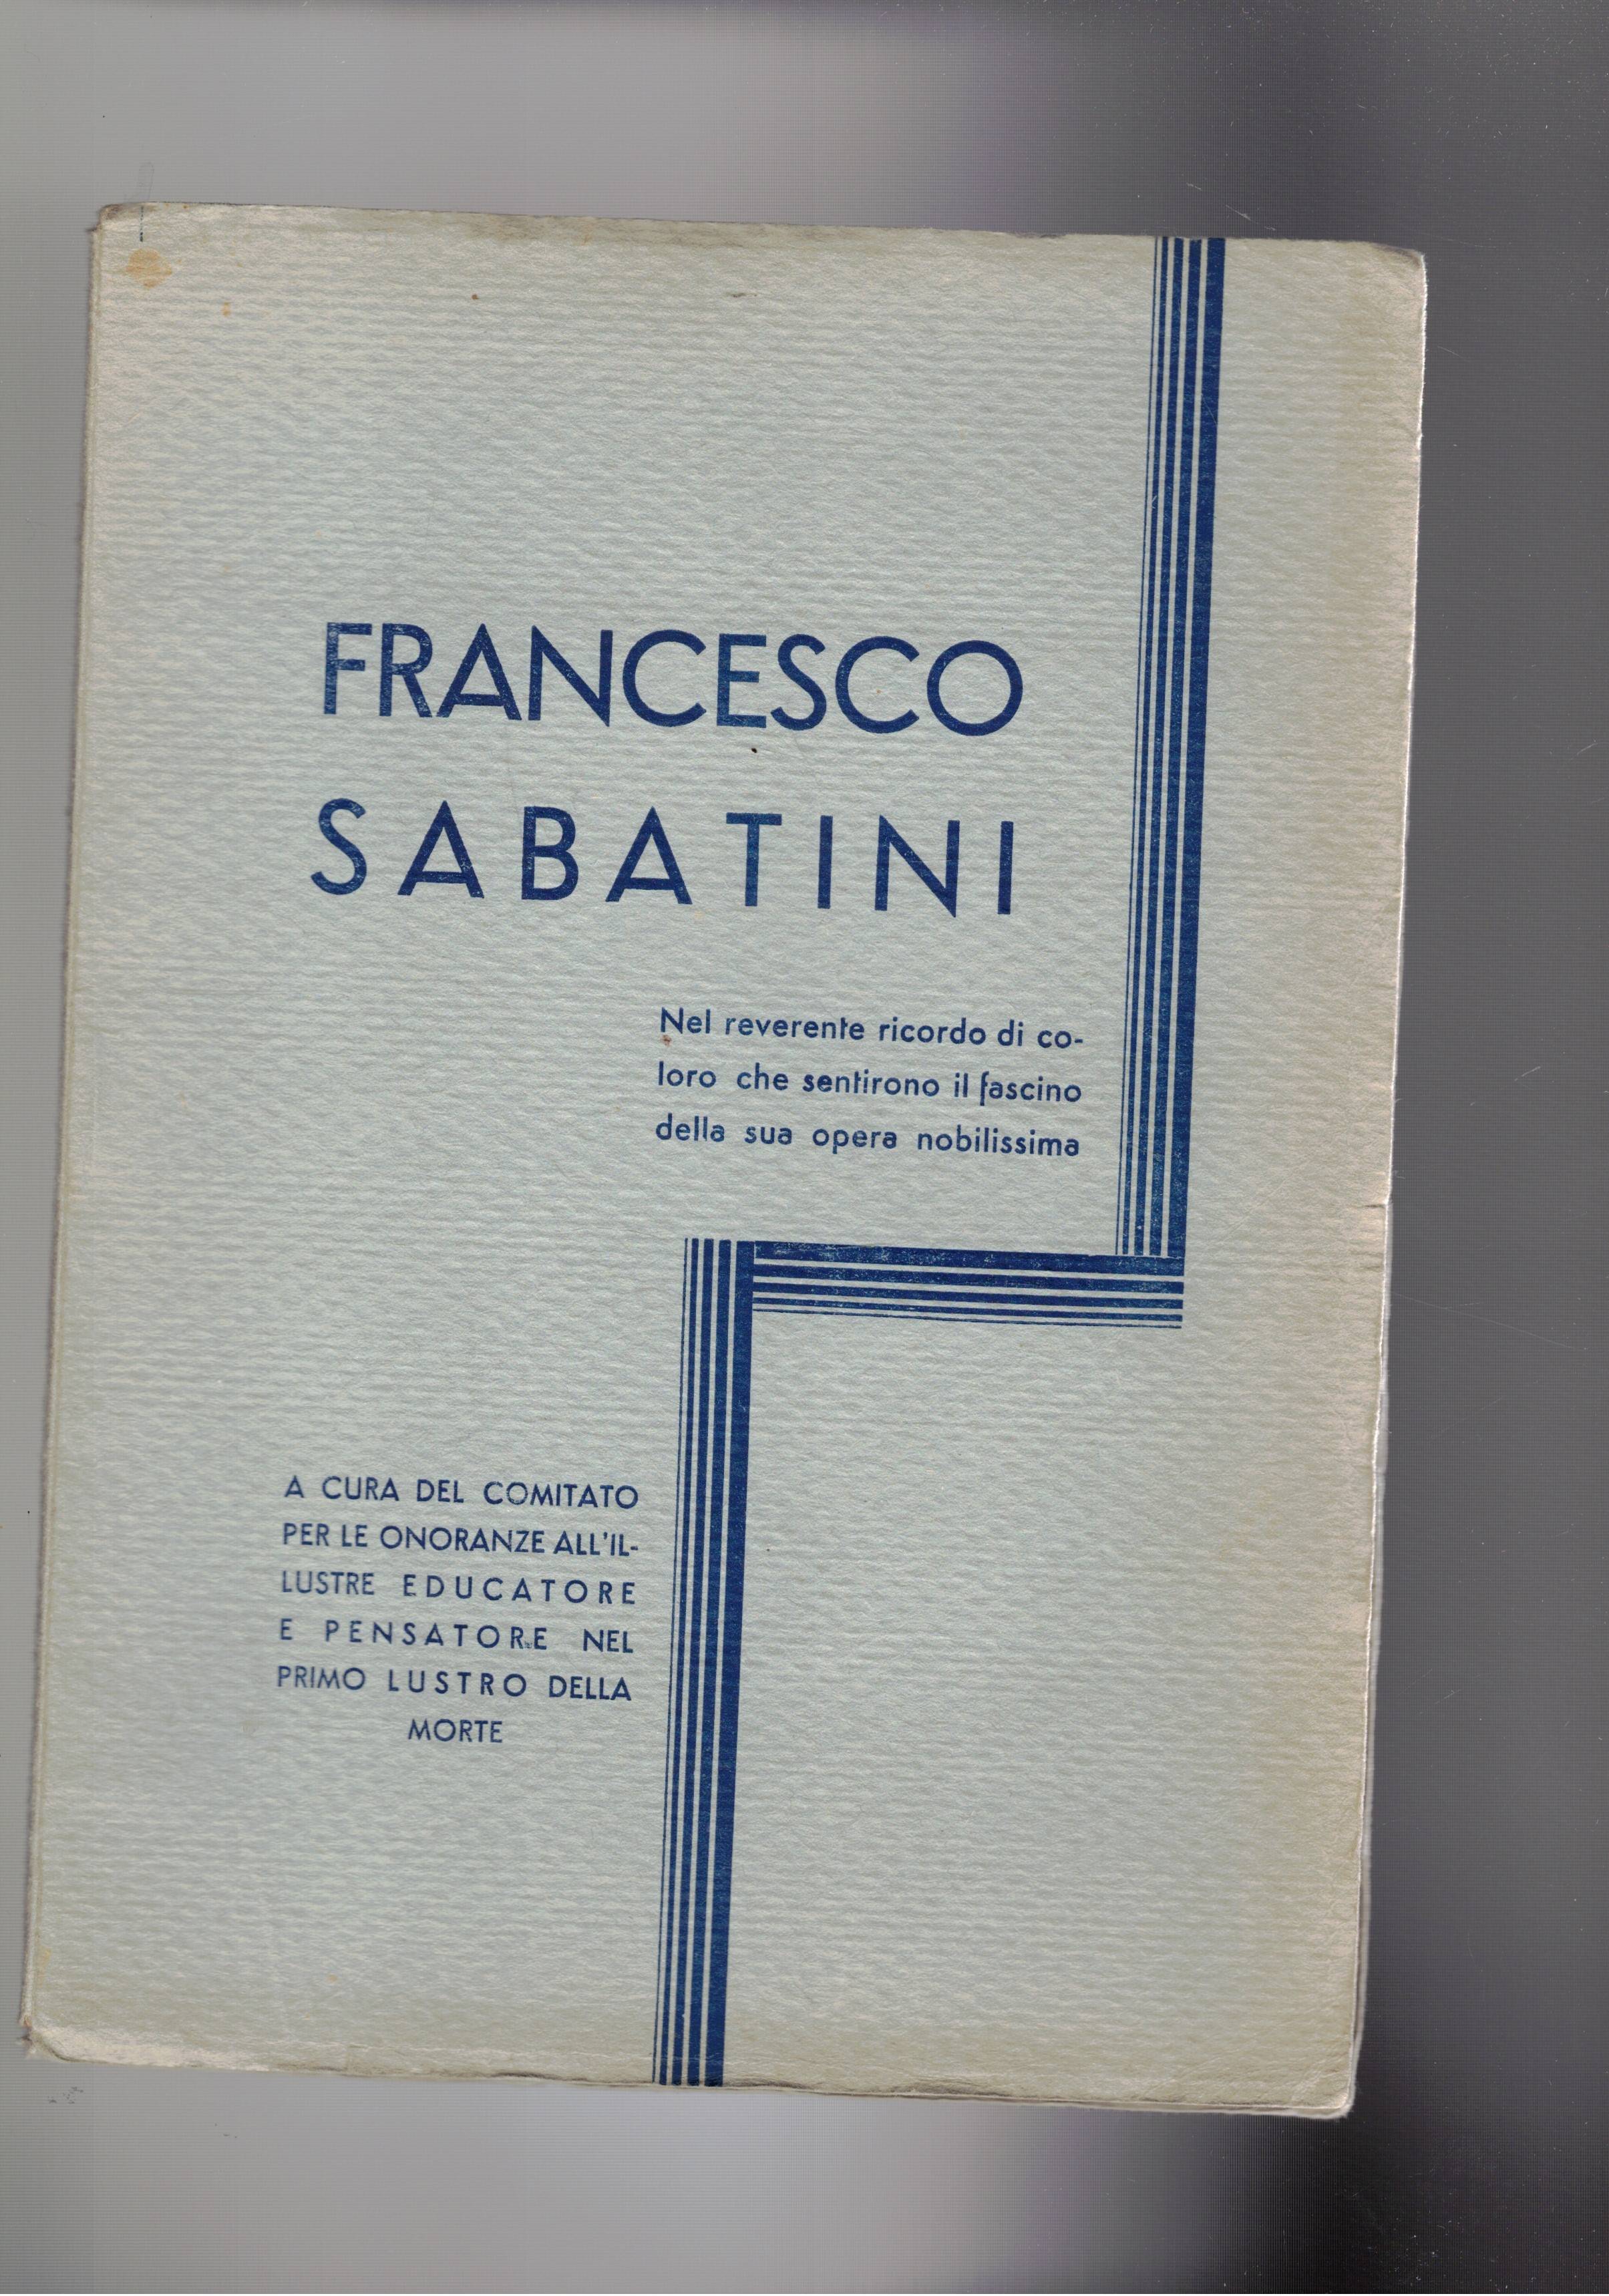 FRANCESCO
SABATINI
Nel reverente ricordo di co-
loro che sentirono il fascino
della sua opera nobilissima
A CURA DEL COMITATO
PER LE ONORANZE ALL'IL-
LUSTRE EDUCATORE
E PENSATORE NEL
PRIMO LUSTRO DELLA
MORTE